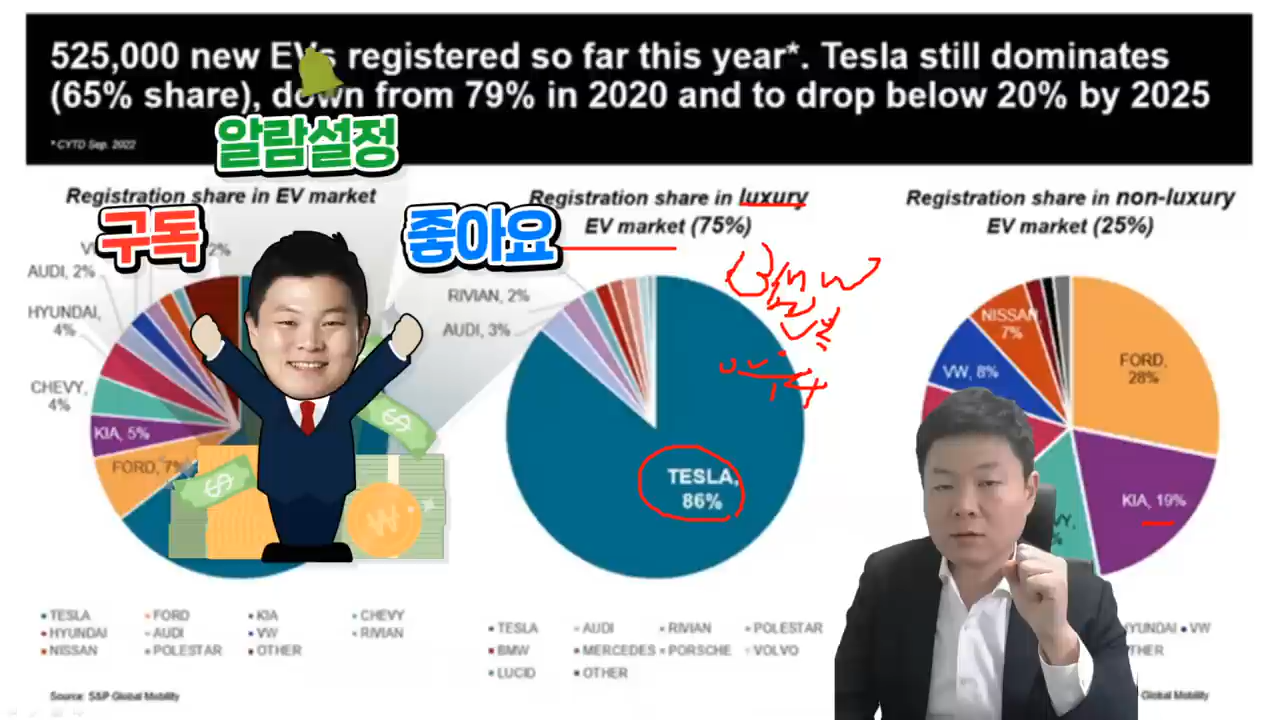 525,000 new EVs registered so far this year*. Tesla still dominates
(65% share), down from 79% in 2020 and to drop below 20% by 2025
* CYTD Sep. 2022
알람설정
구독
좋아요
Registration share in EV market
2%
AUDI, 2%
HYUNDAI,
4%
CHEVY,
4%
KIA, 5%
FORD, 7%
TESLA
FORD
KIA
CHEVY
HYUNDAI
AUDI
VW
RIVIAN
NISSAN
POLESTAR
OTHER
Source: S&P Global Mobility
Registration share in luxury
EV market (75%)
RIVIAN, 2%
AUDI, 3%
TESLA,
86%
BMW
TESLA
AUDI
RIVIAN
POLESTAR
BMW
MERCEDES
PORSCHE
VOLVO
LUCID
OTHER
Registration share in non-luxury
EV market (25%)
NISSAN,
7%
VW, 8%
FORD,
28%
KIA, 19%
VW
Global Mobility